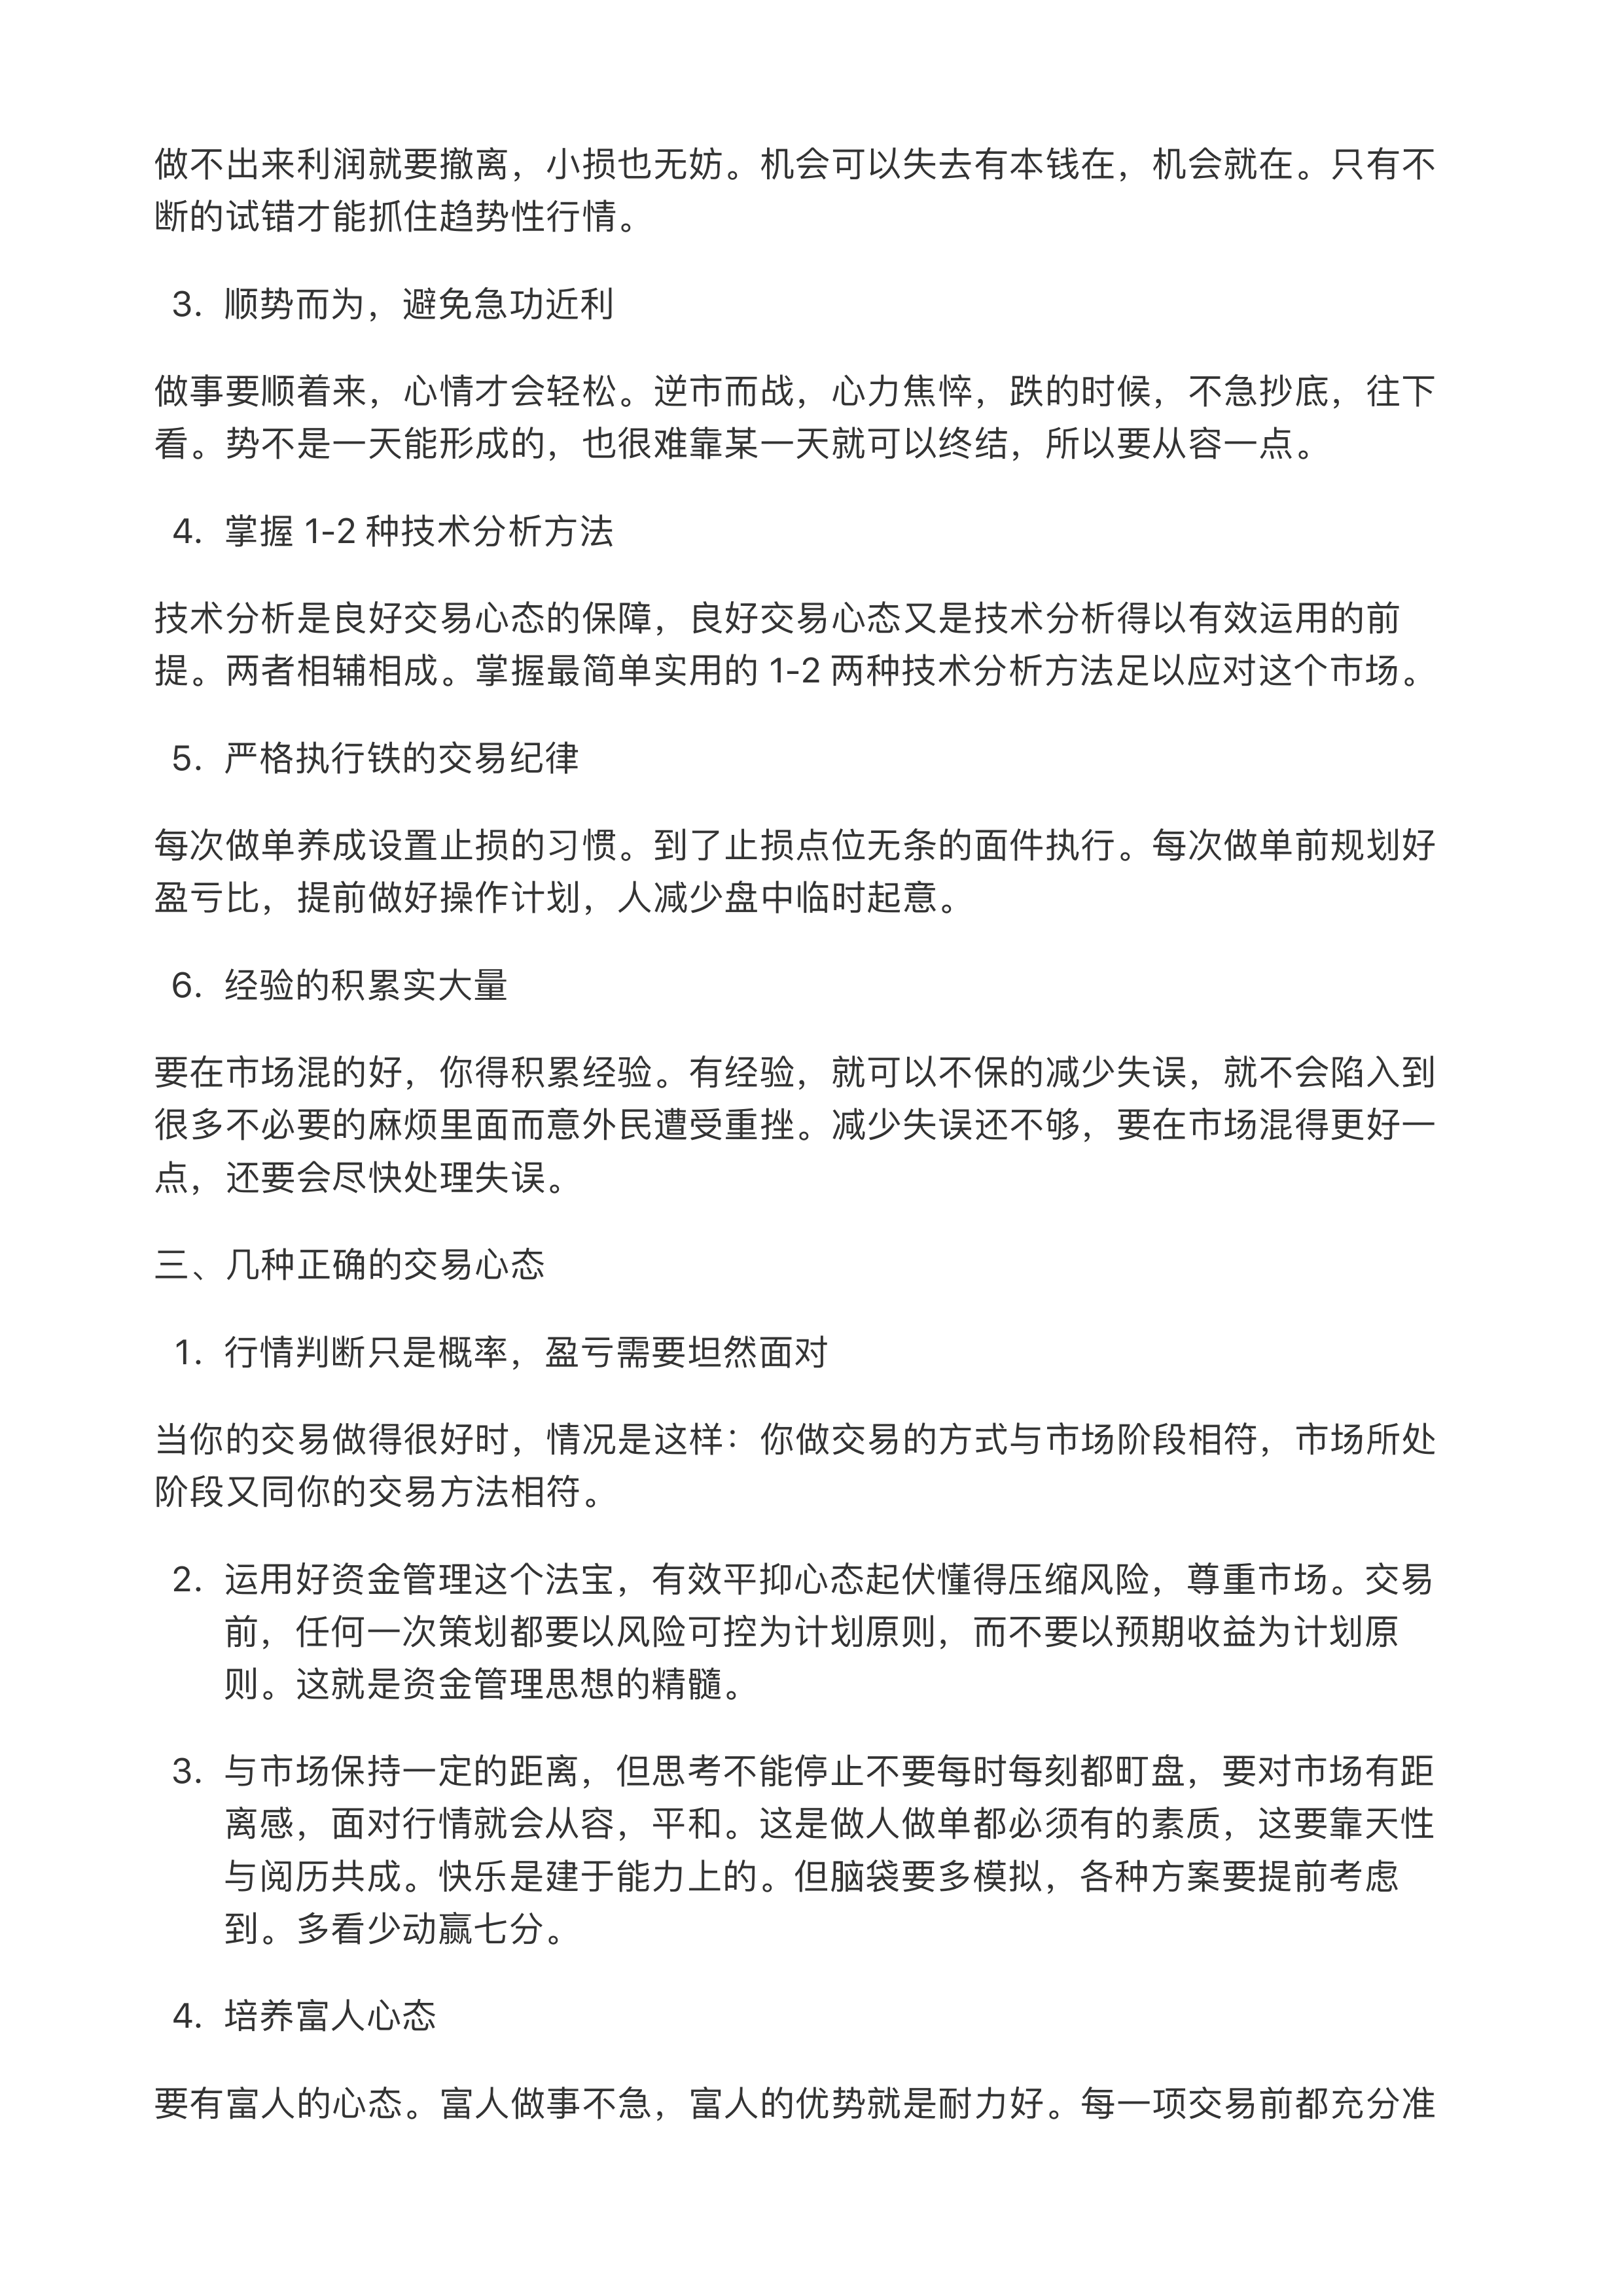 做不出来利润就要撤离，小损也无妨。机会可以失去有本钱在，机会就在。只有不
断的试错才能抓住趋势性行情。
3. 顺势而为，避免急功近利
做事要顺着来，心情才会轻松。逆市而战，心力焦悴，跌的时候，不急抄底，往下
看。势不是一天能形成的，也很难靠某一天就可以终结，所以要从容一点。
4. 掌握 1-2 种技术分析方法
技术分析是良好交易心态的保障，良好交易心态又是技术分析得以有效运用的前
提。两者相辅相成。掌握最简单实用的 1-2 两种技术分析方法足以应对这个市场。
5. 严格执行铁的交易纪律
每次做单养成设置止损的习惯。到了止损点位无条的面件执行。每次做单前规划好
盈亏比，提前做好操作计划，人减少盘中临时起意。
6. 经验的积累实大量
要在市场混的好，你得积累经验。有经验，就可以不保的减少失误，就不会陷入到
很多不必要的麻烦里面而意外民遭受重挫。减少失误还不够，要在市场混得更好一
点，还要会尽快处理失误。
三、几种正确的交易心态
1. 行情判断只是概率，盈亏需要坦然面对
当你的交易做得很好时，情况是这样：你做交易的方式与市场阶段相符，市场所处
阶段又同你的交易方法相符。
2. 运用好资金管理这个法宝，有效平抑心态起伏懂得压缩风险，尊重市场。交易
前，任何一次策划都要以风险可控为计划原则，而不要以预期收益为计划原
则。这就是资金管理思想的精髓。
3. 与市场保持一定的距离，但思考不能停止不要每时每刻都町盘，要对市场有距
离感，面对行情就会从容，平和。这是做人做单都必须有的素质，这要靠天性
与阅历共成。快乐是建于能力上的。但脑袋要多模拟，各种方案要提前考虑
到。多看少动赢七分。
4. 培养富人心态
要有富人的心态。富人做事不急，富人的优势就是耐力好。每一项交易前都充分准